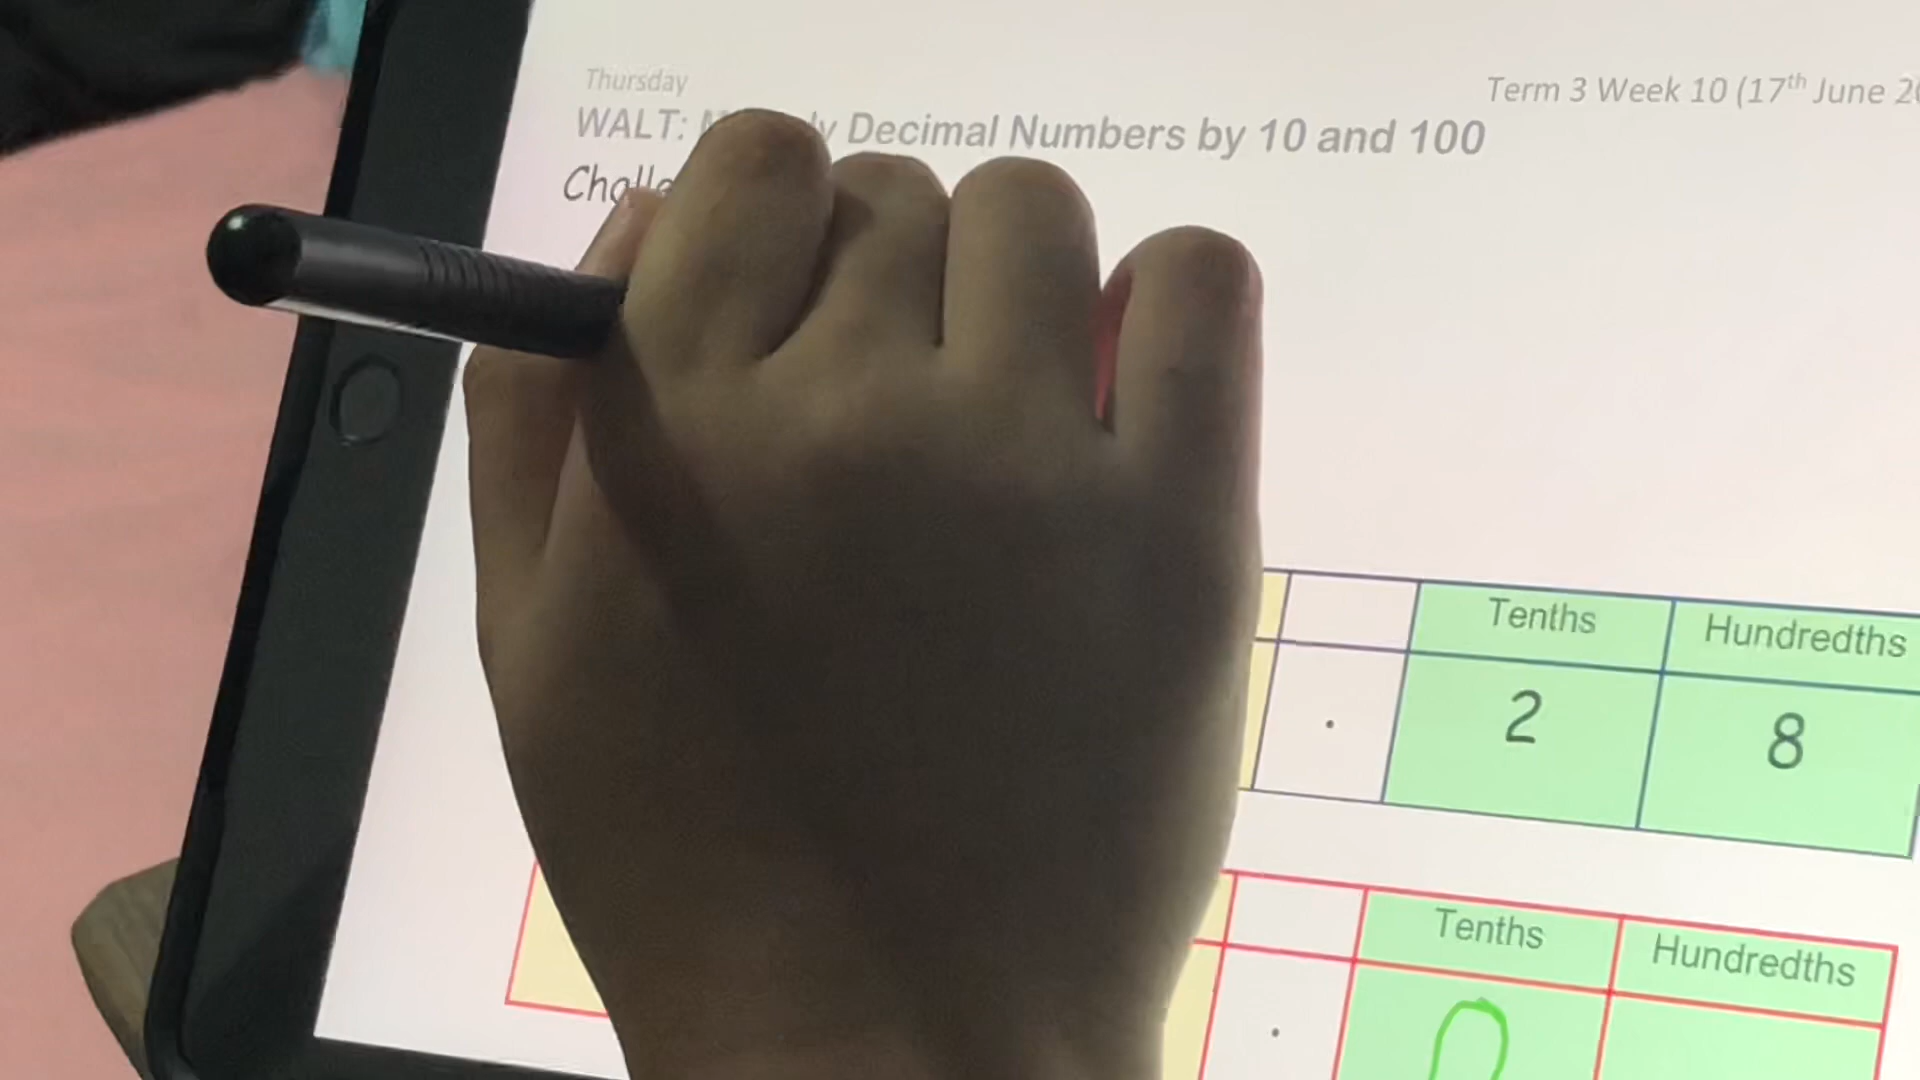 Thursday
Term 3 Week 10 (17th June
WALT: Decimal Numbers by 10 and 100
Tenths Hundredths
. 2 8
Tenths Hundredths
.